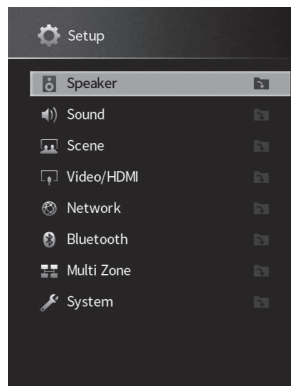 Setup
Speaker
Sound
Scene
Video/HDMI
Network
Bluetooth
Multi Zone
System